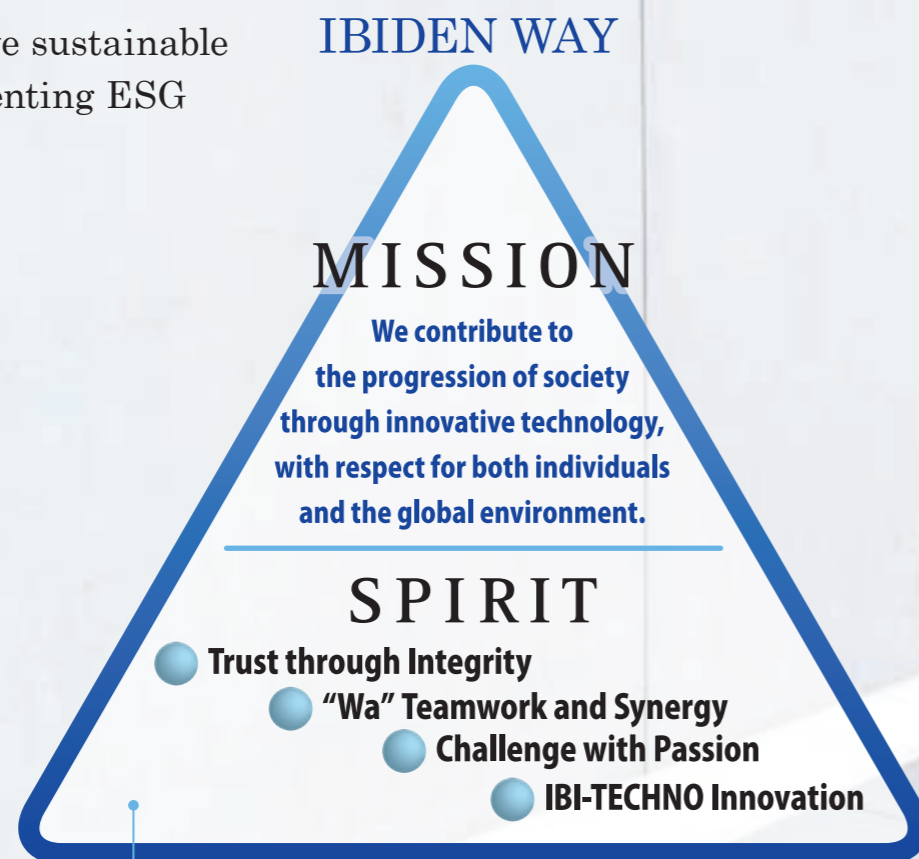 e sustainable
enting ESG
IBIDEN WAY
MISSION
We contribute to
the progression of society
through innovative technology,
with respect for both individuals
and the global environment.
SPIRIT
Trust through Integrity
“Wa” Teamwork and Synergy
Challenge with Passion
IBI-TECHNO Innovation